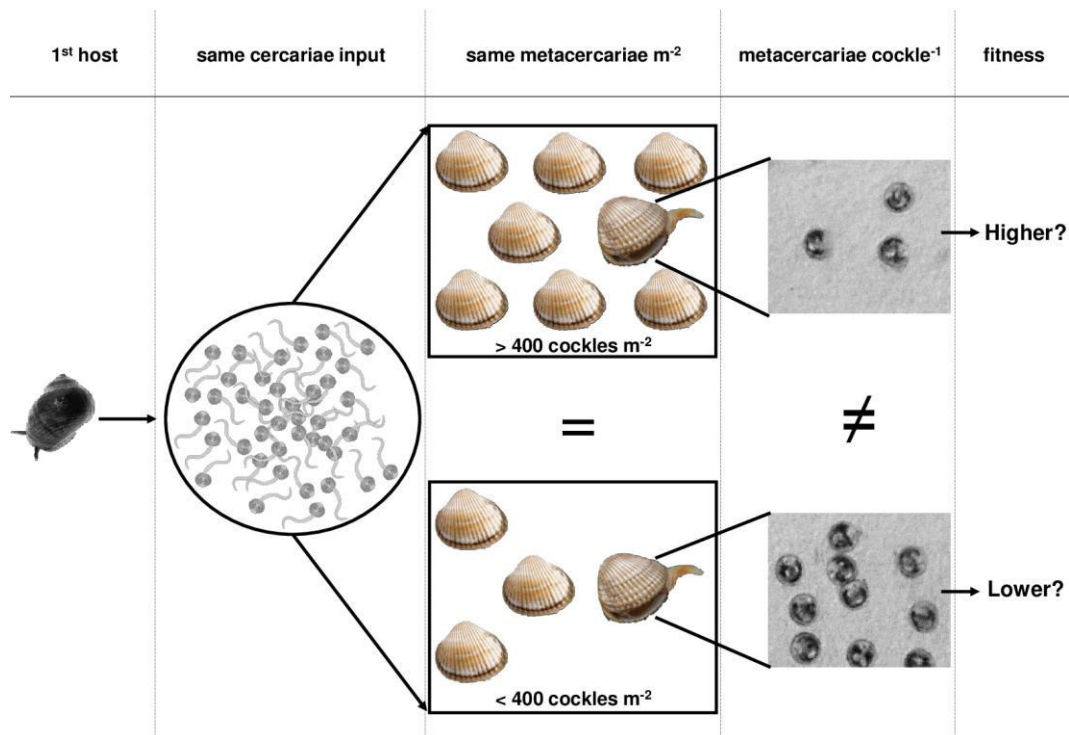 1st host
same cercariae input
same metacercariae m-2
metacercariae cockle-1
fitness
> 400 cockles m-2
Higher?
=
≠
< 400 cockles m-2
Lower?